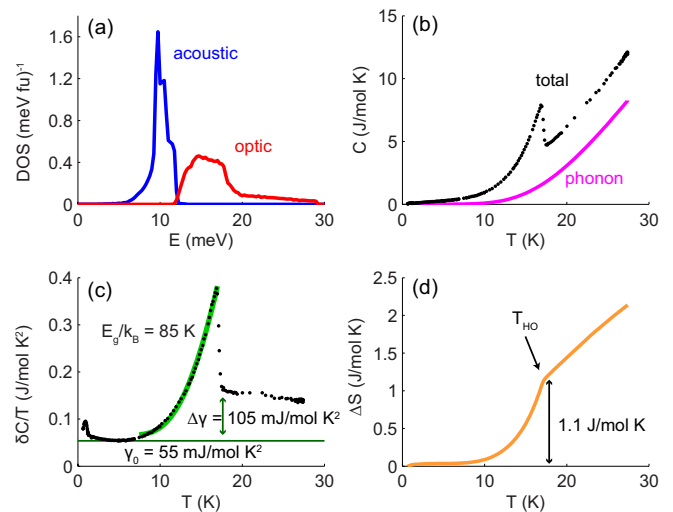 (a)
acoustic
optic
DOS (meV fu)⁻¹
1.6
1.2
0.8
0.4
0
0 10 20 30
E (meV)
(b)
total
phonon
C (J/mol K)
15
10
5
0
0 10 20 30
T (K)
(c)
E_g/k_B = 85 K
Δγ = 105 mJ/mol K²
γ₀ = 55 mJ/mol K²
δC/T (J/mol K²)
0.4
0.3
0.2
0.1
0
0 10 20 30
T (K)
(d)
T_HO
1.1 J/mol K
ΔS (J/mol K)
2.5
2
1.5
1
0.5
0
0 10 20 30
T (K)